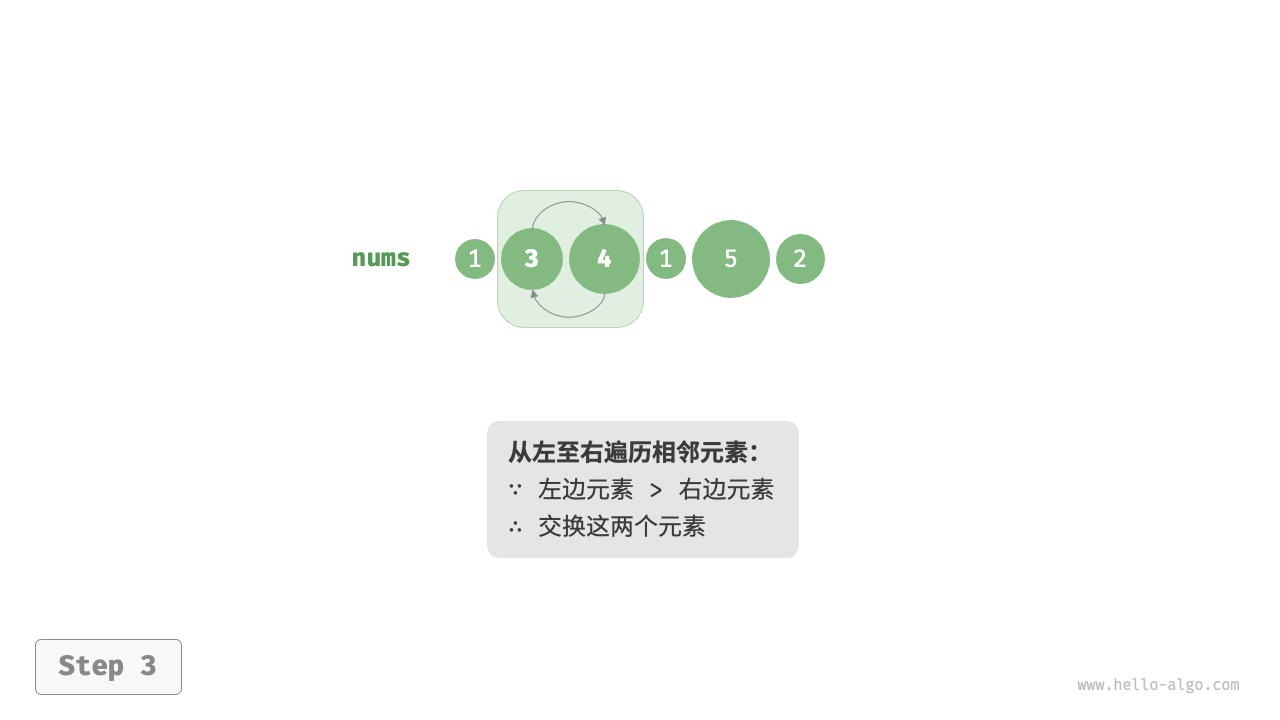 nums 1 3 4 1 5 2
从左至右遍历相邻元素：
∵ 左边元素 > 右边元素
∴ 交换这两个元素
Step 3
www.hello-algo.com